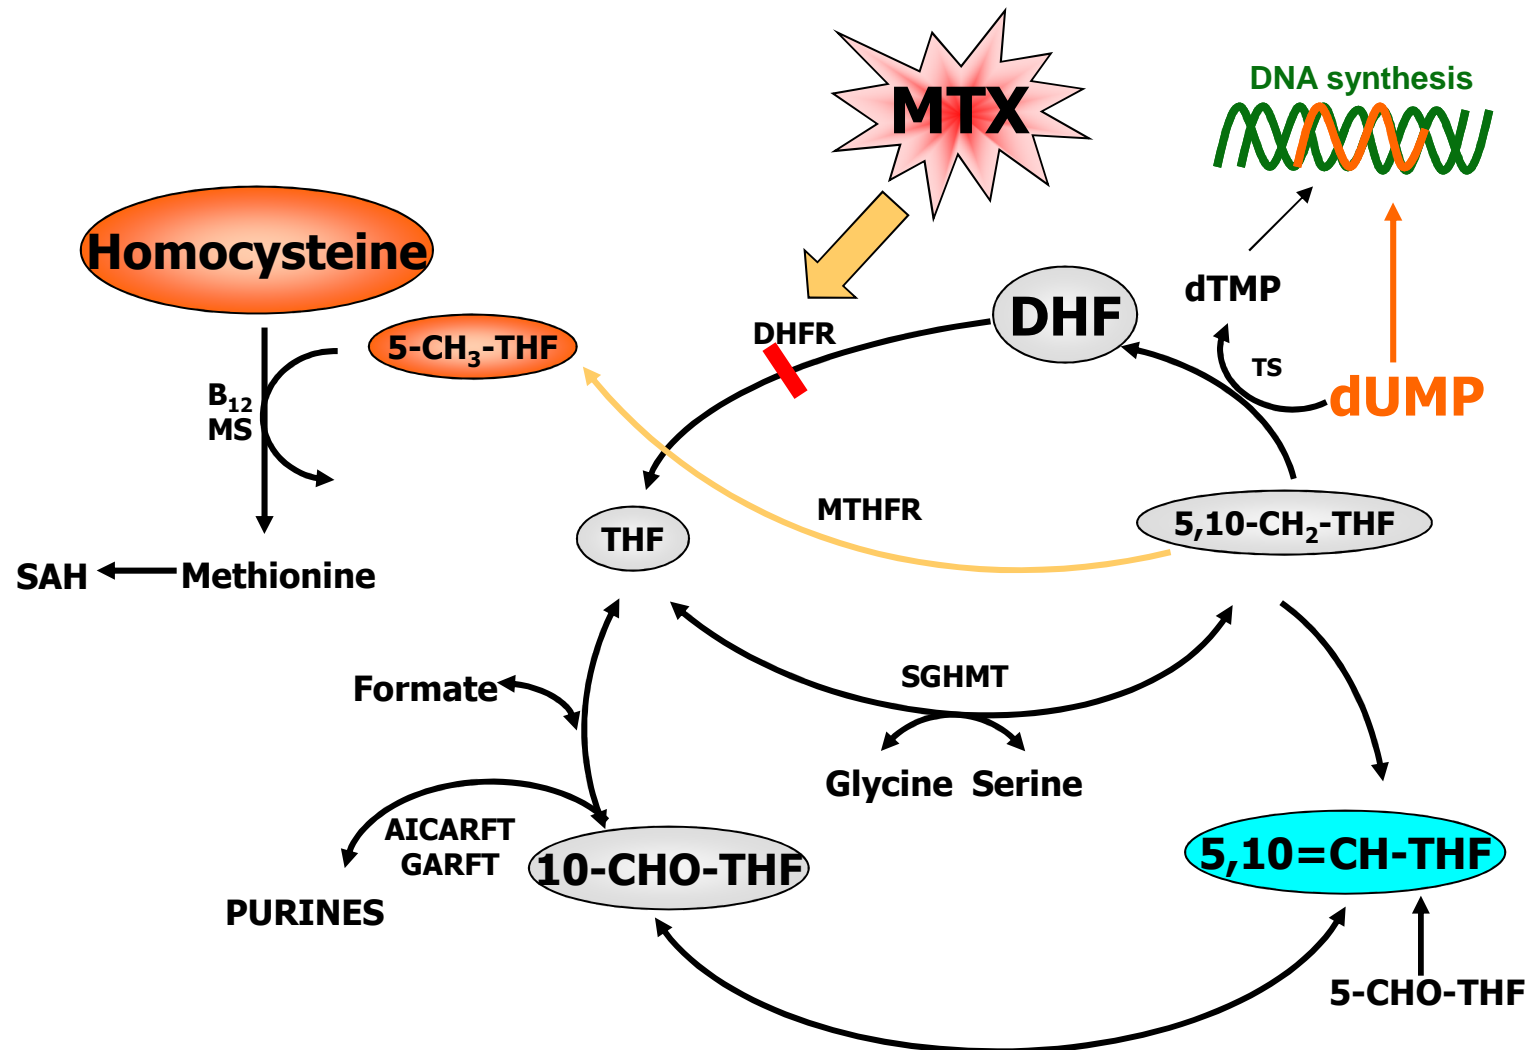 MTX
DNA synthesis
Homocysteine
dTMP
DHF
DHFR
5-CH₃-THF
TS
dUMP
B₁₂
MS
MTHFR
5,10-CH₂-THF
THF
SAH
Methionine
SGHMT
Formate
Glycine Serine
AICARFT
GARFT
10-CHO-THF
5,10=CH-THF
PURINES
5-CHO-THF